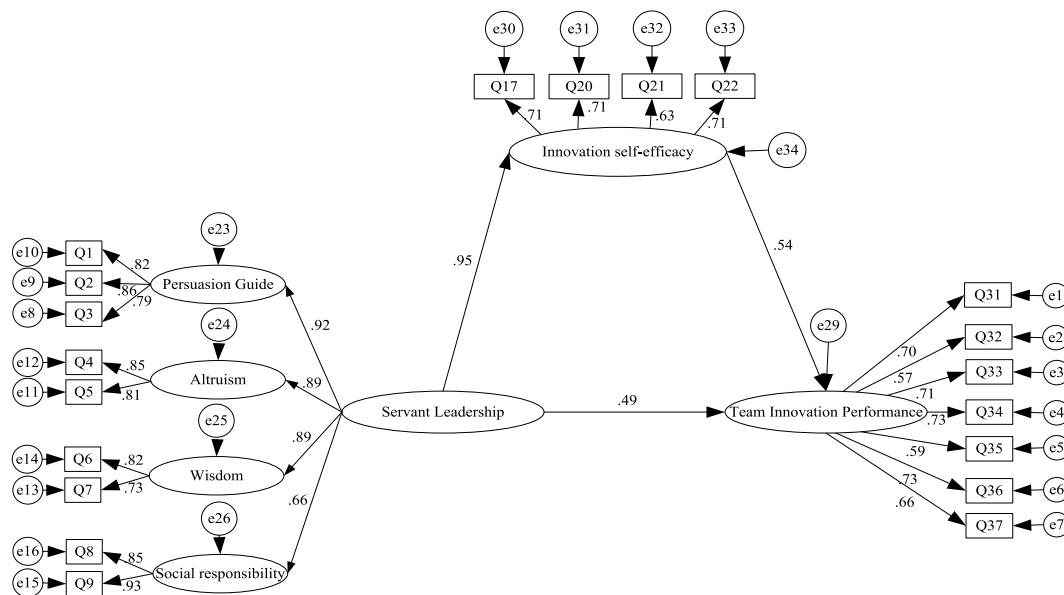 e30
e31
e32
e33
Q17
Q20
Q21
Q22
.71
.71
.63
.71
Innovation self-efficacy
e34
.95
.54
e23
e10
Q1
e9
Q2
e8
Q3
.82
.86
.79
Persuasion Guide
.92
e24
e12
Q4
e11
Q5
.85
.81
Altruism
.89
e25
e14
Q6
e13
Q7
.82
.73
Wisdom
.89
e26
e16
Q8
e15
Q9
.85
.93
Social responsibility
.66
Servant Leadership
.49
e29
Team Innovation Performance
.70
.57
.71
.73
.59
.73
.66
Q31
e1
Q32
e2
Q33
e3
Q34
e4
Q35
e5
Q36
e6
Q37
e7